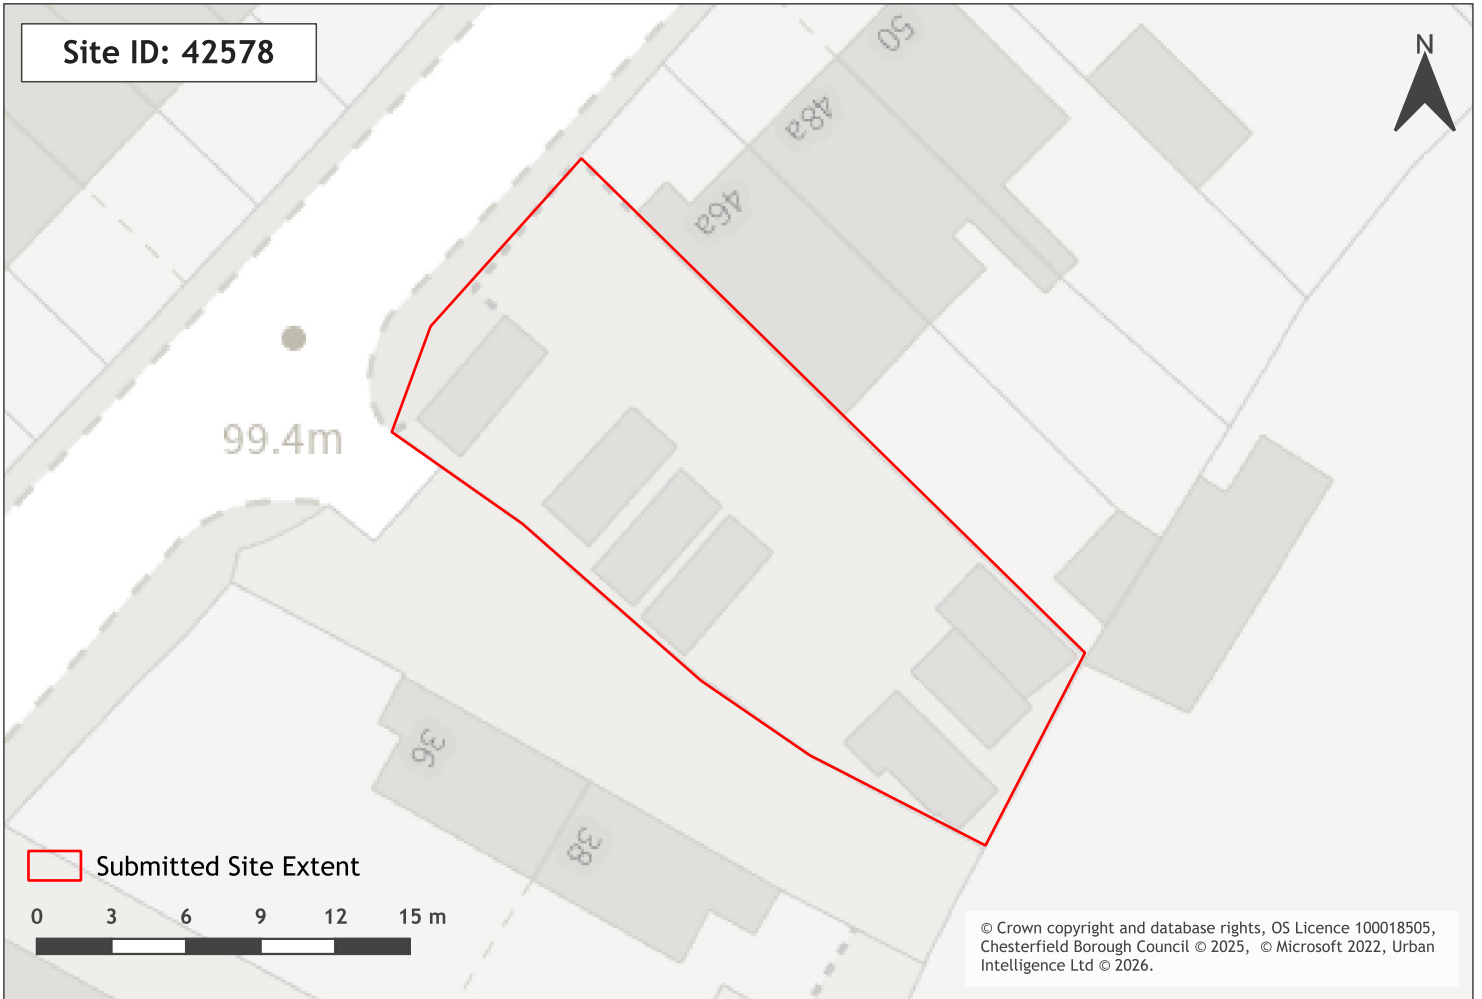 Site ID: 42578
N
50
48a
46a
99.4m
36
38
Submitted Site Extent
0 3 6 9 12 15 m
© Crown copyright and database rights, OS Licence 100018505,
Chesterfield Borough Council © 2025, © Microsoft 2022, Urban
Intelligence Ltd © 2026.